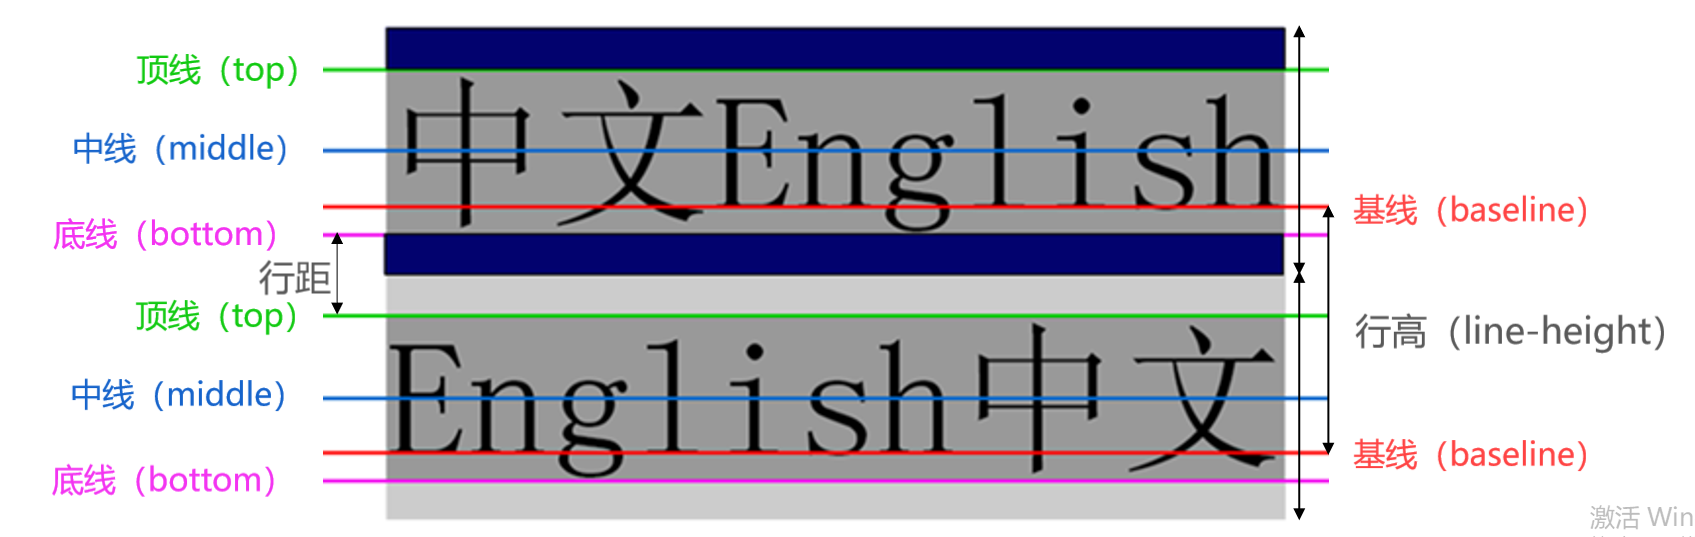 顶线（top）
中文English
中线（middle）
基线（baseline）
底线（bottom）
行距
顶线（top）
行高（line-height）
English中文
中线（middle）
基线（baseline）
底线（bottom）
激活 Win